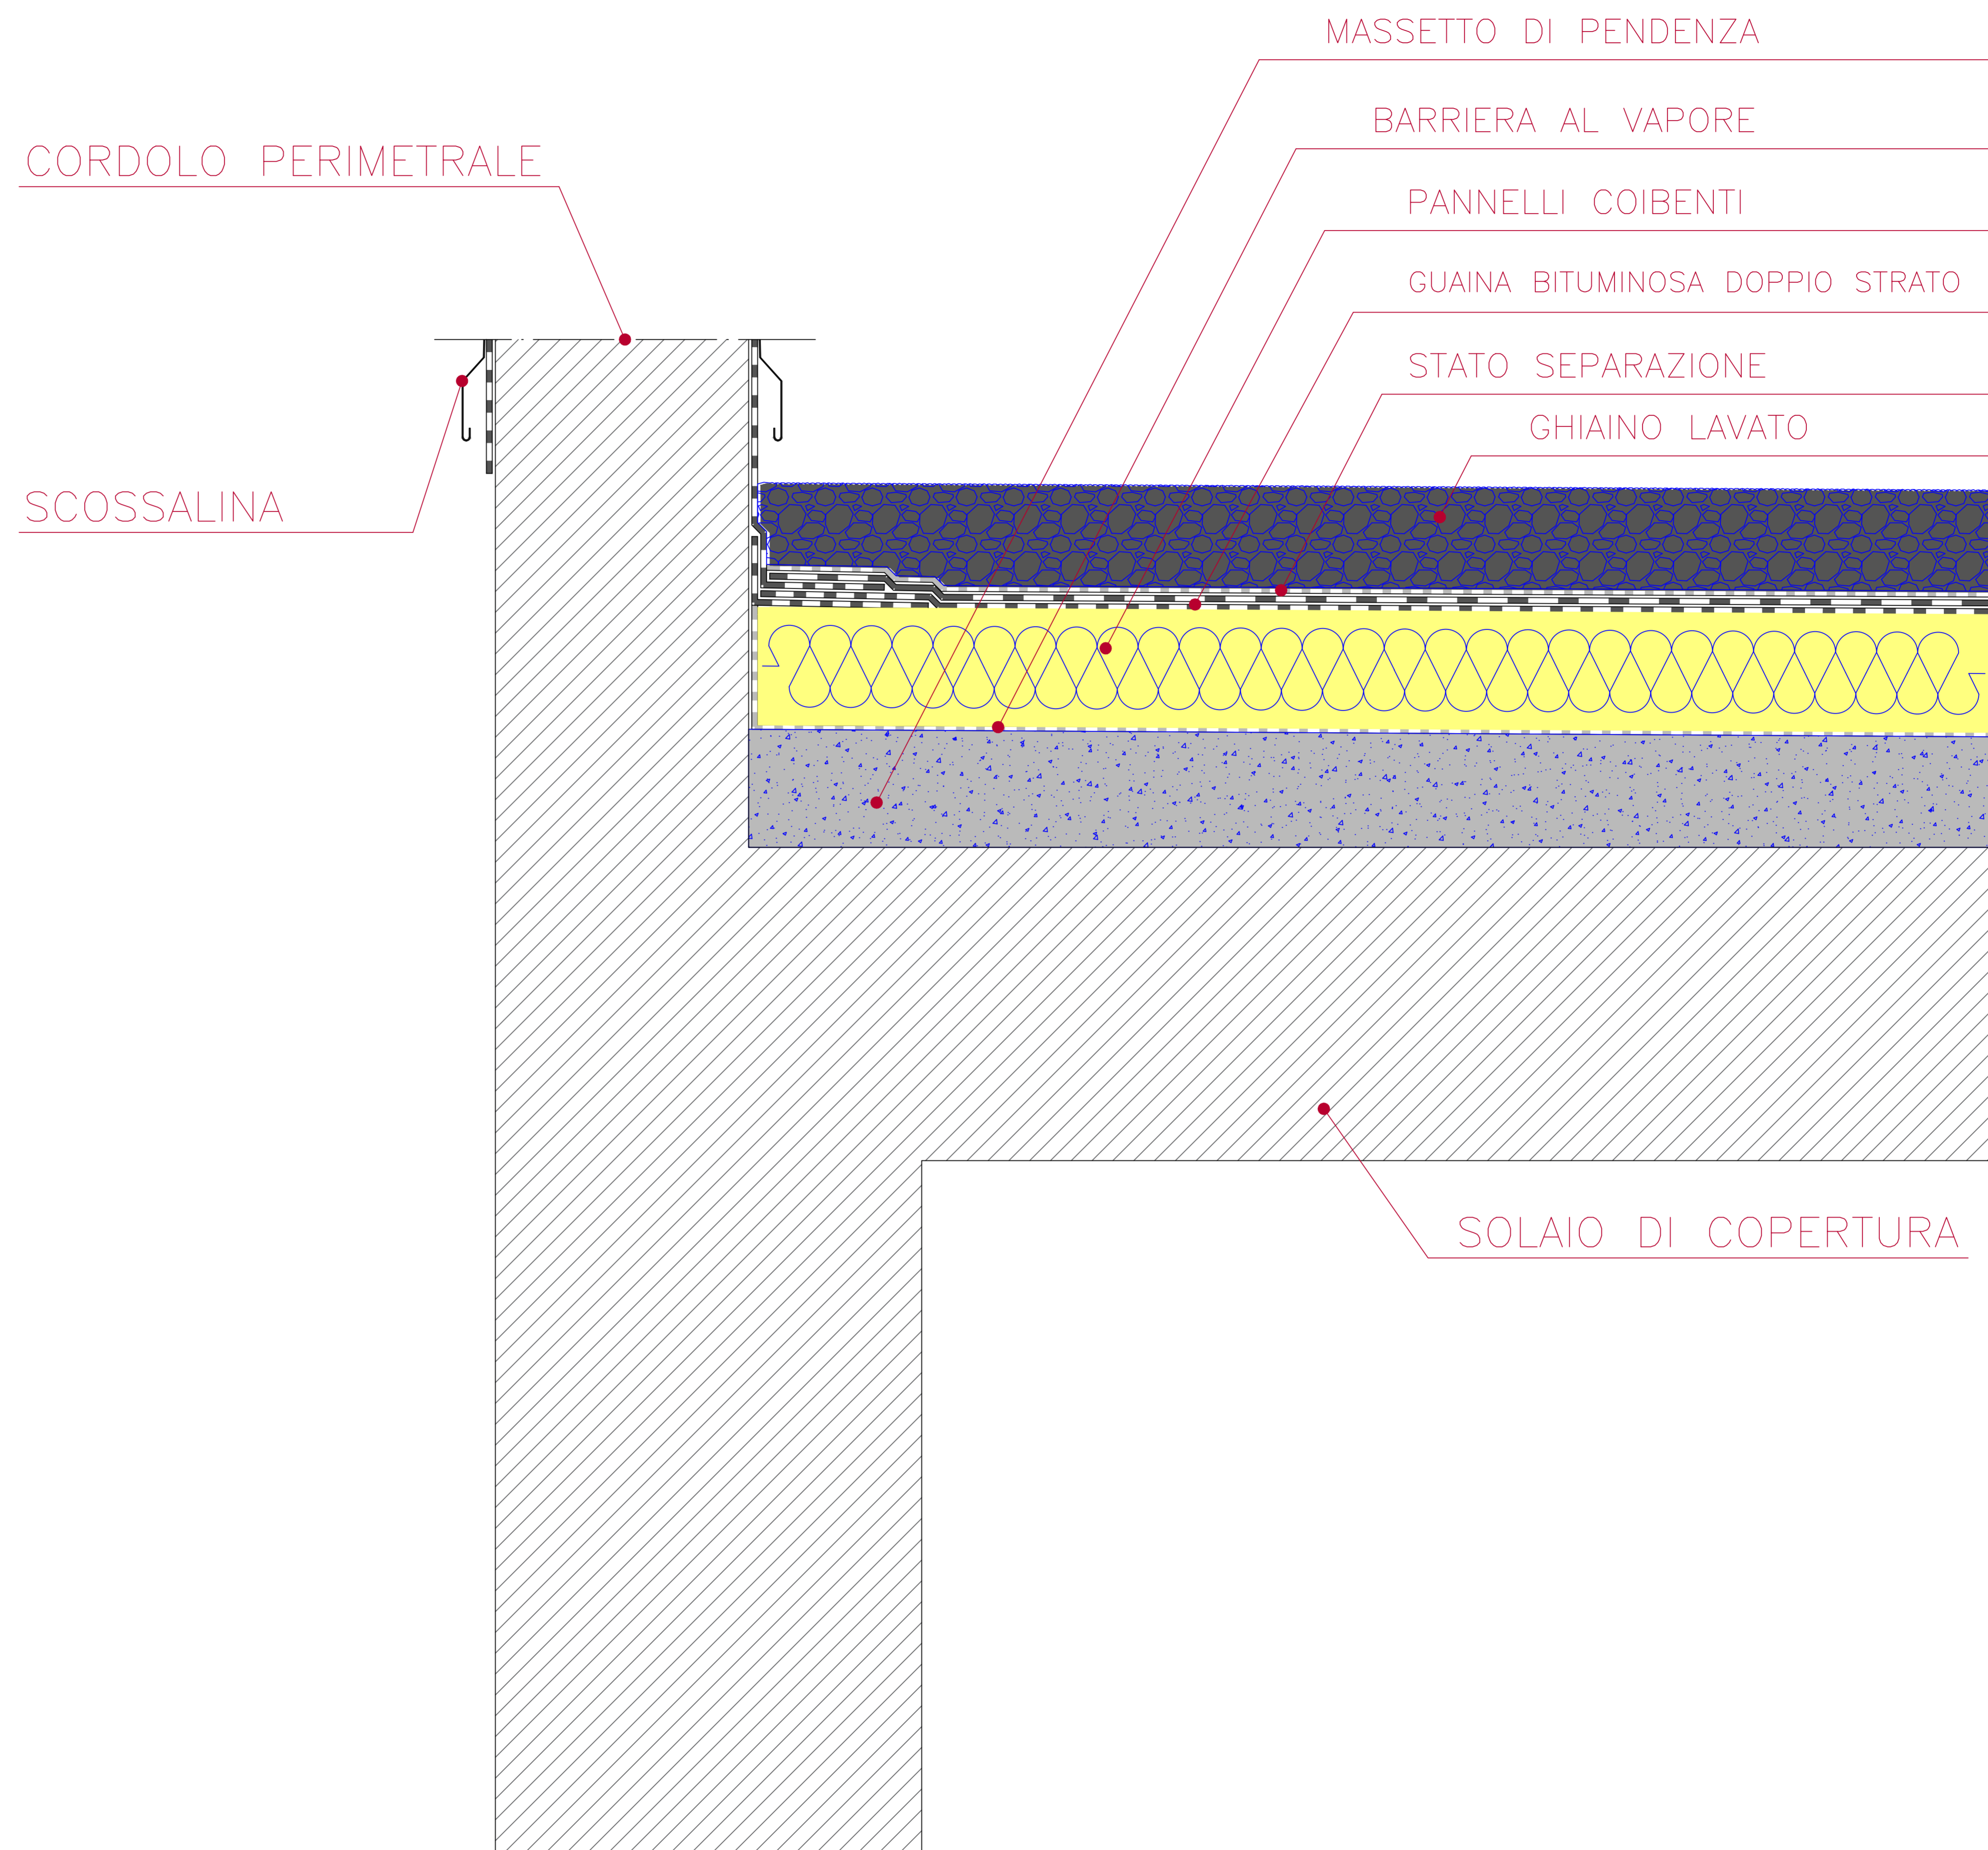 MASSETTO DI PENDENZA
BARRIERA AL VAPORE
CORDOLO PERIMETRALE
PANNELLI COIBENTI
GUAINA BITUMINOSA DOPPIO STRATO
STATO SEPARAZIONE
GHIAINO LAVATO
SCOSSALINA
SOLAIO DI COPERTURA